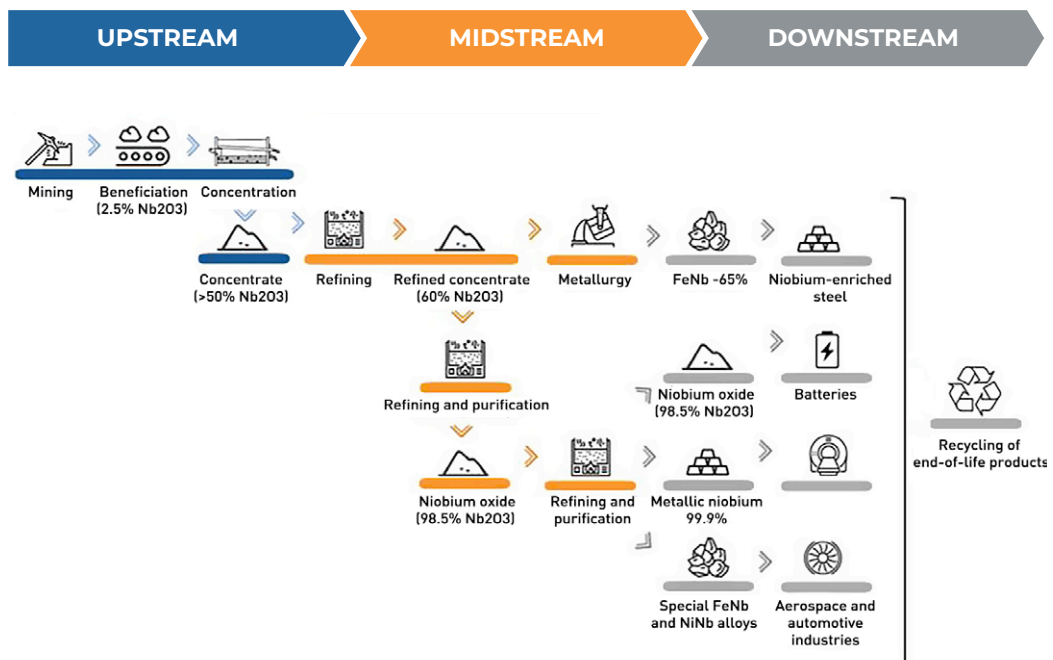 UPSTREAM
MIDSTREAM
DOWNSTREAM
Mining
Beneficiation
(2.5% Nb2O3)
Concentration
Concentrate
(>50% Nb2O3)
Refining
Refined concentrate
(60% Nb2O3)
Metallurgy
FeNb -65%
Niobium-enriched
steel
Refining and purification
Niobium oxide
(98.5% Nb2O3)
Batteries
Recycling of
end-of-life products
Niobium oxide
(98.5% Nb2O3)
Refining and
purification
Metallic niobium
99.9%
Special FeNb
and NiNb alloys
Aerospace and
automotive
industries